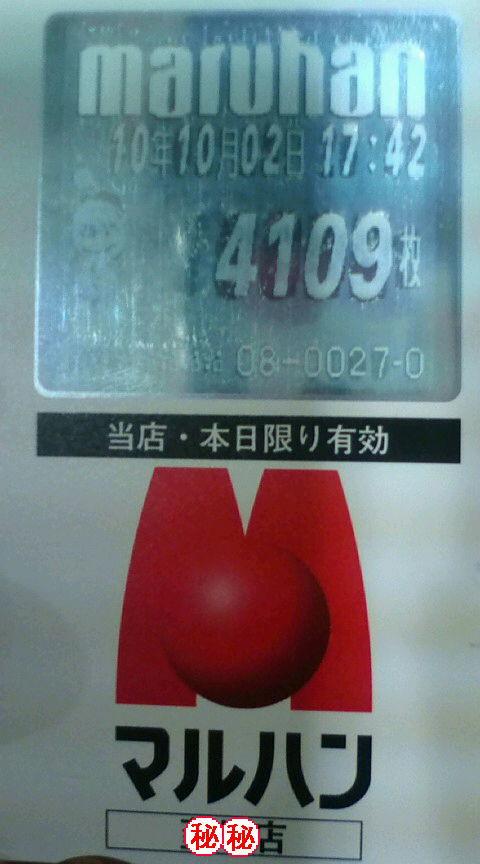 maruhan
10年10月02日 17:42
4109枚
08-0027-0
当店・本日限り有効
マルハン
秘秘店